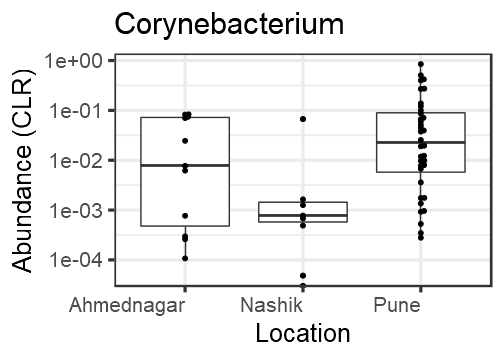 Corynebacterium
Abundance (CLR)
1e+00
1e-01
1e-02
1e-03
1e-04
Ahmednagar
Nashik
Pune
Location